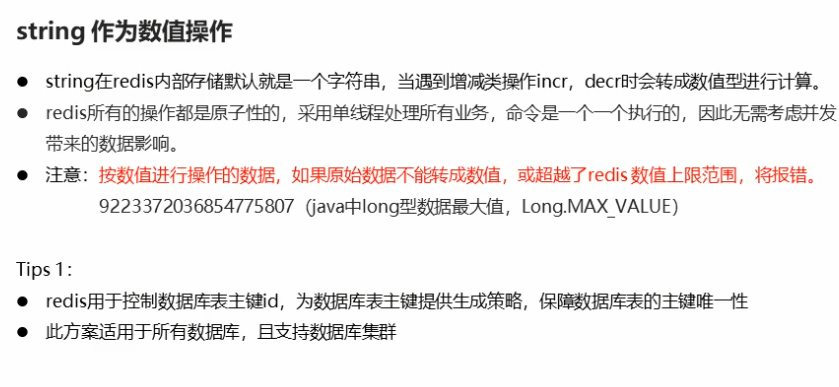 string 作为数值操作
● string在redis内部存储默认就是一个字符串，当遇到增减类操作incr，decr时会转成数值型进行计算。
● redis所有的操作都是原子性的，采用单线程处理所有业务，命令是一个一个执行的，因此无需考虑并发
带来的数据影响。
● 注意：按数值进行操作的数据，如果原始数据不能转成数值，或超越了redis 数值上限范围，将报错。
9223372036854775807（java中long型数据最大值，Long.MAX_VALUE）
Tips 1：
● redis用于控制数据库表主键id，为数据库表主键提供生成策略，保障数据库表的主键唯一性
● 此方案适用于所有数据库，且支持数据库集群